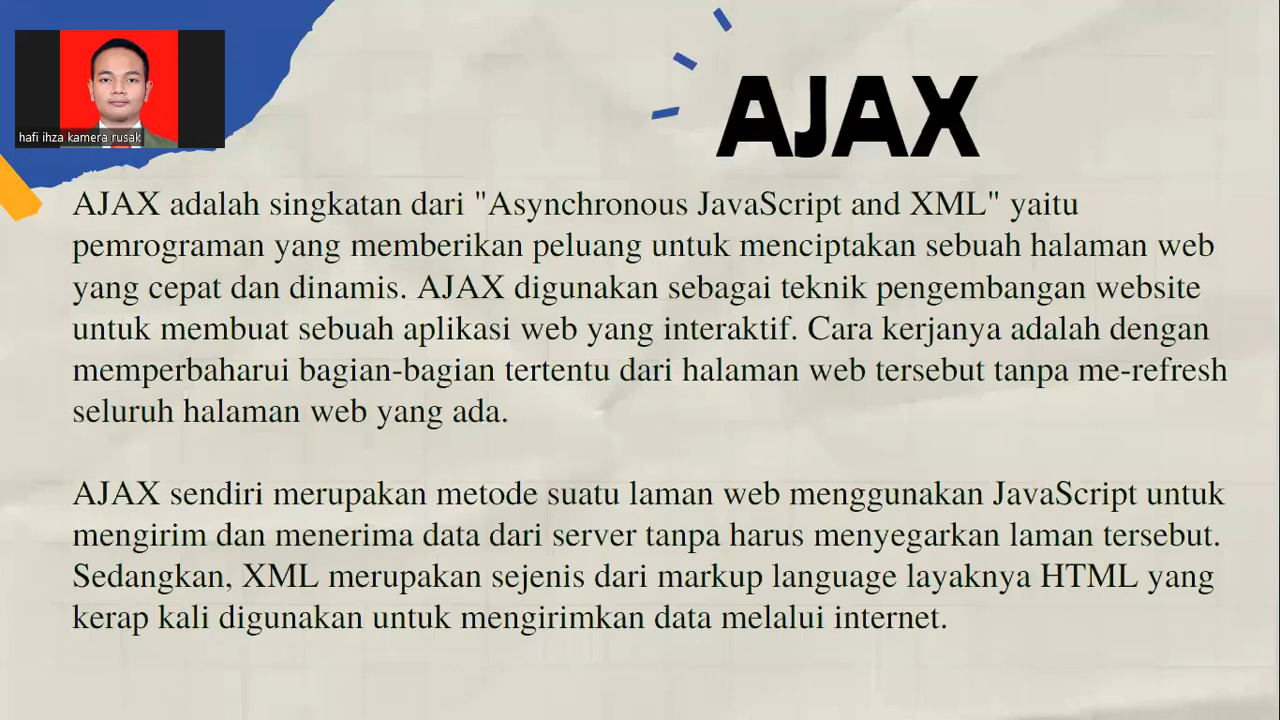 hafi ihza kamera rusak
AJAX
AJAX adalah singkatan dari "Asynchronous JavaScript and XML" yaitu
pemrograman yang memberikan peluang untuk menciptakan sebuah halaman web
yang cepat dan dinamis. AJAX digunakan sebagai teknik pengembangan website
untuk membuat sebuah aplikasi web yang interaktif. Cara kerjanya adalah dengan
memperbaharui bagian-bagian tertentu dari halaman web tersebut tanpa me-refresh
seluruh halaman web yang ada.
AJAX sendiri merupakan metode suatu laman web menggunakan JavaScript untuk
mengirim dan menerima data dari server tanpa harus menyegarkan laman tersebut.
Sedangkan, XML merupakan sejenis dari markup language layaknya HTML yang
kerap kali digunakan untuk mengirimkan data melalui internet.